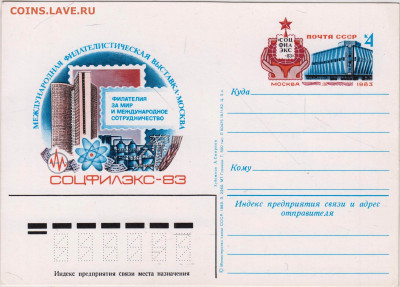 COINS.LAVE.RU
МЕЖДУНАРОДНАЯ ФИЛАТЕЛИСТИЧЕСКАЯ ВЫСТАВКА/МОСКВА
ФИЛАТЕЛИЯ
ЗА МИР
И МЕЖДУНАРОДНОЕ
СОТРУДНИЧЕСТВО
СОЦФИЛЭКС-83
Индекс предприятия связи места назначения
ПОЧТА СССР
4
СОЦ
ФИЛ
ЭКС
·83·
МОСКВА
1983
Куда
Кому
Индекс предприятия связи и адрес
отправителя